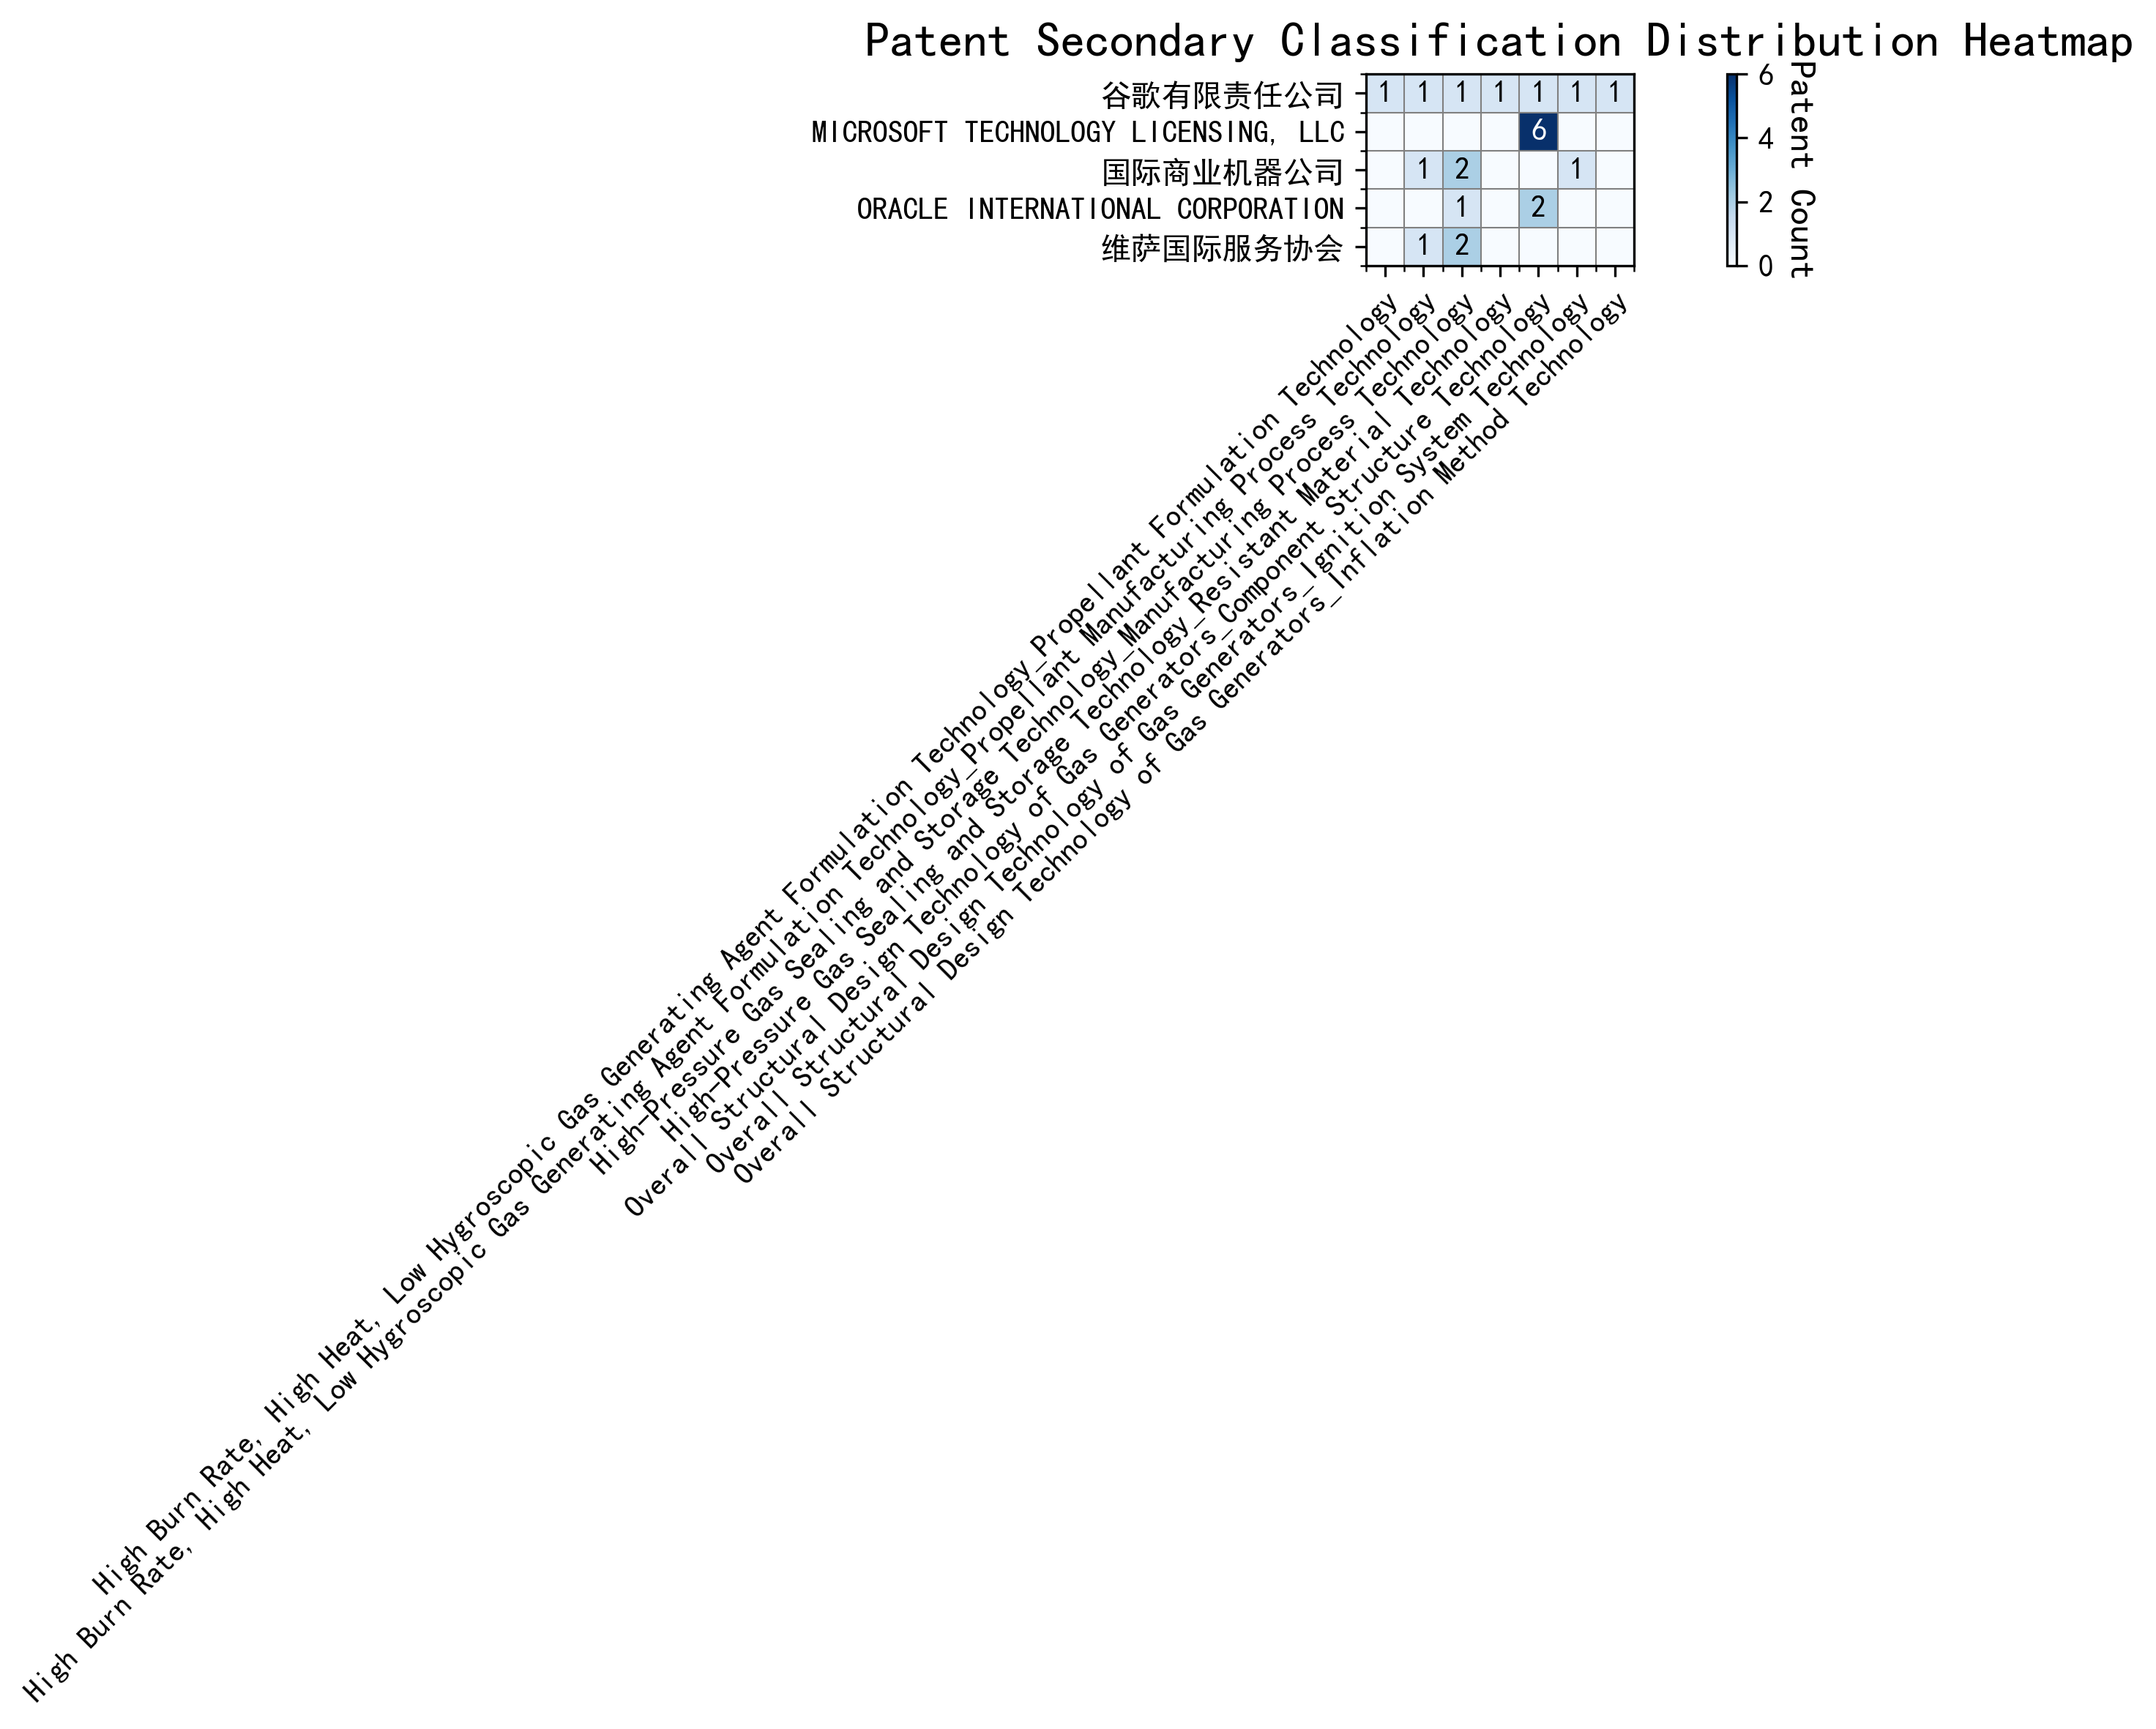 Patent Secondary Classification Distribution Heatmap
谷歌有限责任公司 1 1 1 1 1 1 1
MICROSOFT TECHNOLOGY LICENSING, LLC 6
国际商业机器公司 1 2 1
ORACLE INTERNATIONAL CORPORATION 1 2
维萨国际服务协会 1 2
6
4
2
0
Patent Count
High Burn Rate, High Heat, Low Hygroscopic Gas Generating Agent Formulation Technology_Propellant Formulation Technology
High Burn Rate, High Heat, Low Hygroscopic Gas Generating Agent Formulation Technology_Propellant Manufacturing Process Technology
High-Pressure Gas Sealing and Storage Technology_Manufacturing Process Technology
High-Pressure Gas Sealing and Storage Technology_Resistant Material Technology
Overall Structural Design Technology of Gas Generators_Component Structure Technology
Overall Structural Design Technology of Gas Generators_Ignition System Technology
Overall Structural Design Technology of Gas Generators_Inflation Method Technology